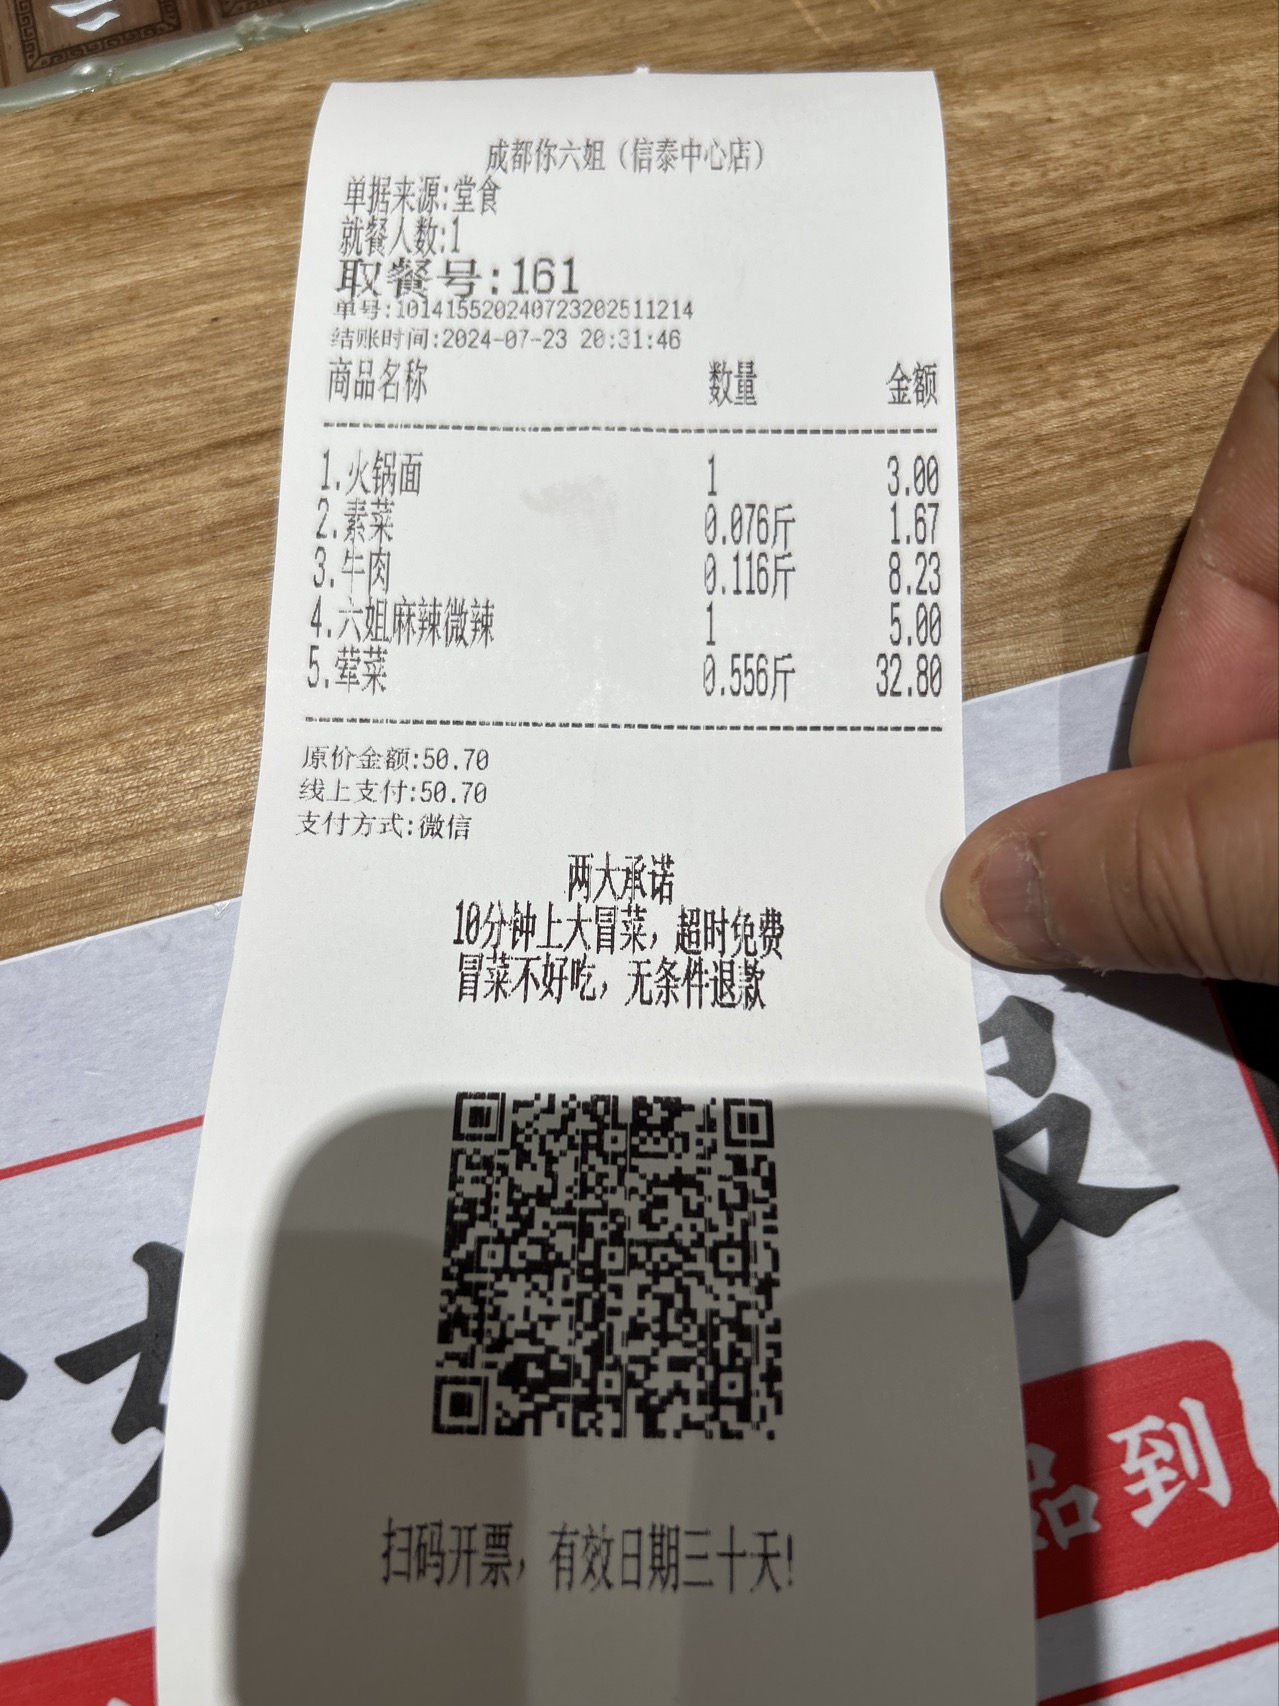 成都你六姐（信泰中心店）
单据来源:堂食
就餐人数:1
取餐号:161
单号:10141552024072320251​1214
结账时间:2024-07-23 20:31:46
商品名称 数量 金额
1.火锅面 1 3.00
2.素菜 0.076斤 1.67
3.牛肉 0.116斤 8.23
4.六姐麻辣微辣 1 5.00
5.荤菜 0.556斤 32.80
原价金额:50.70
线上支付:50.70
支付方式:微信
两大承诺
10分钟上大冒菜，超时免费
冒菜不好吃，无条件退款
扫码开票，有效日期三十天!
品到